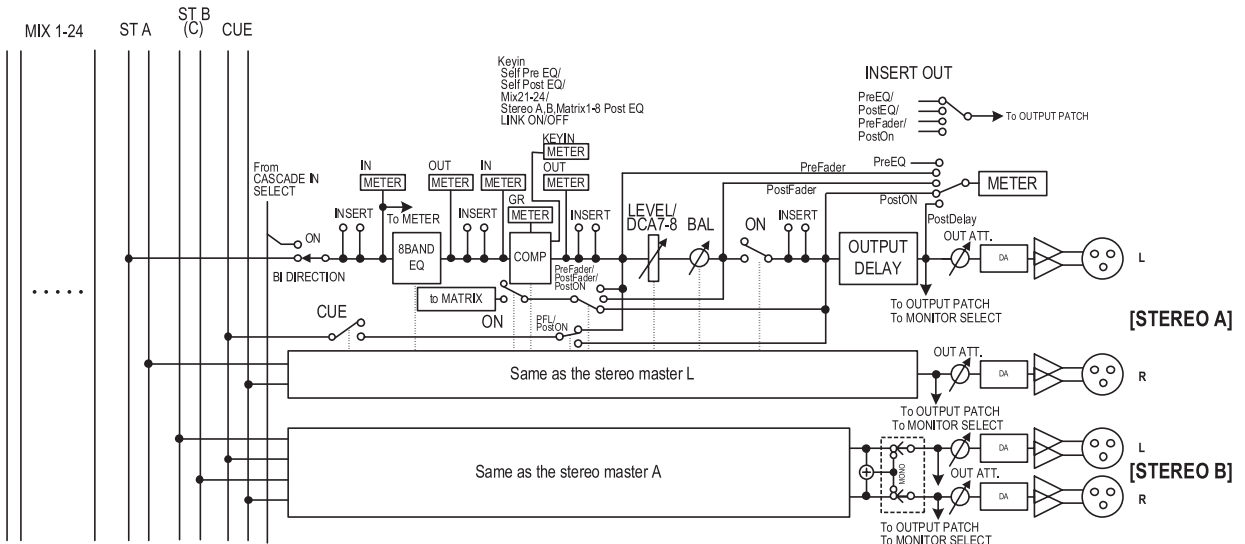 MIX 1-24
ST A
ST B
(C)
CUE
Keyin
Self Pre EQ/
Self Post EQ/
Mix21-24/
Stereo A,B,Matrix1-8 Post EQ
LINK ON/OFF
INSERT OUT
PreEQ/
PostEQ/
PreFader/
PostOn
To OUTPUT PATCH
From
CASCADE IN
SELECT
IN
METER
OUT
METER
IN
METER
KEYIN
METER
OUT
METER
GR
METER
PreFader
PreEQ
PostFader
PostON
METER
PostDelay
INSERT
To METER
INSERT
INSERT
LEVEL/
DCA7-8
BAL
ON
INSERT
ON
BI DIRECTION
8BAND
EQ
COMP
OUTPUT
DELAY
OUT ATT.
DA
L
PreFader/
PostFader/
PostON
to MATRIX
ON
To OUTPUT PATCH
To MONITOR SELECT
[STEREO A]
CUE
PFL/
PostON
Same as the stereo master L
OUT ATT.
DA
R
To OUTPUT PATCH
To MONITOR SELECT
DA
L
Same as the stereo master A
MONO
OUT ATT.
[STEREO B]
DA
R
To OUTPUT PATCH
To MONITOR SELECT